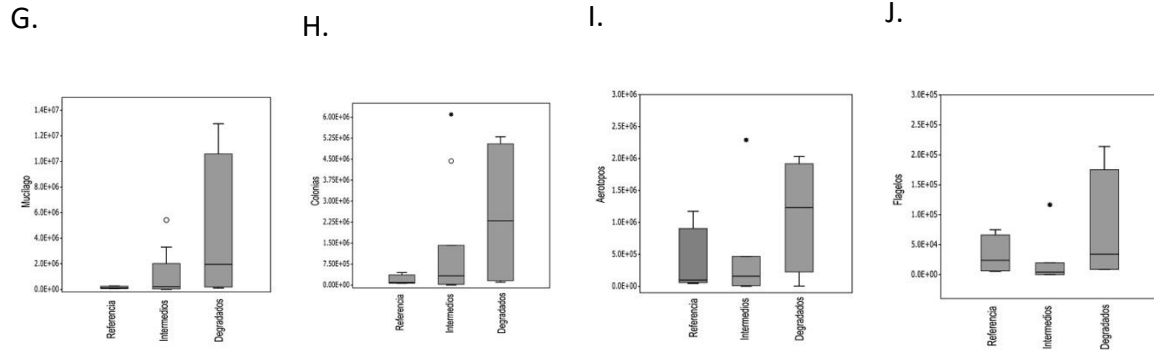 G.
H.
I.
J.
Mucilago
1.4E+07
1.2E+07
1.0E+07
8.0E+06
6.0E+06
4.0E+06
2.0E+06
0.0E+00
Referencia
Intermedios
Degradados
Colonias
6.00E+06
5.25E+06
4.50E+06
3.75E+06
3.00E+06
2.25E+06
1.50E+06
7.50E+05
0.00E+00
Referencia
Intermedios
Degradados
Aerotopos
3.0E+06
2.5E+06
2.0E+06
1.5E+06
1.0E+06
5.0E+05
0.0E+00
Referencia
Intermedios
Degradados
Flagelos
3.0E+05
2.0E+05
2.0E+05
1.5E+05
1.0E+05
5.0E+04
0.0E+00
Referencia
Intermedios
Degradados